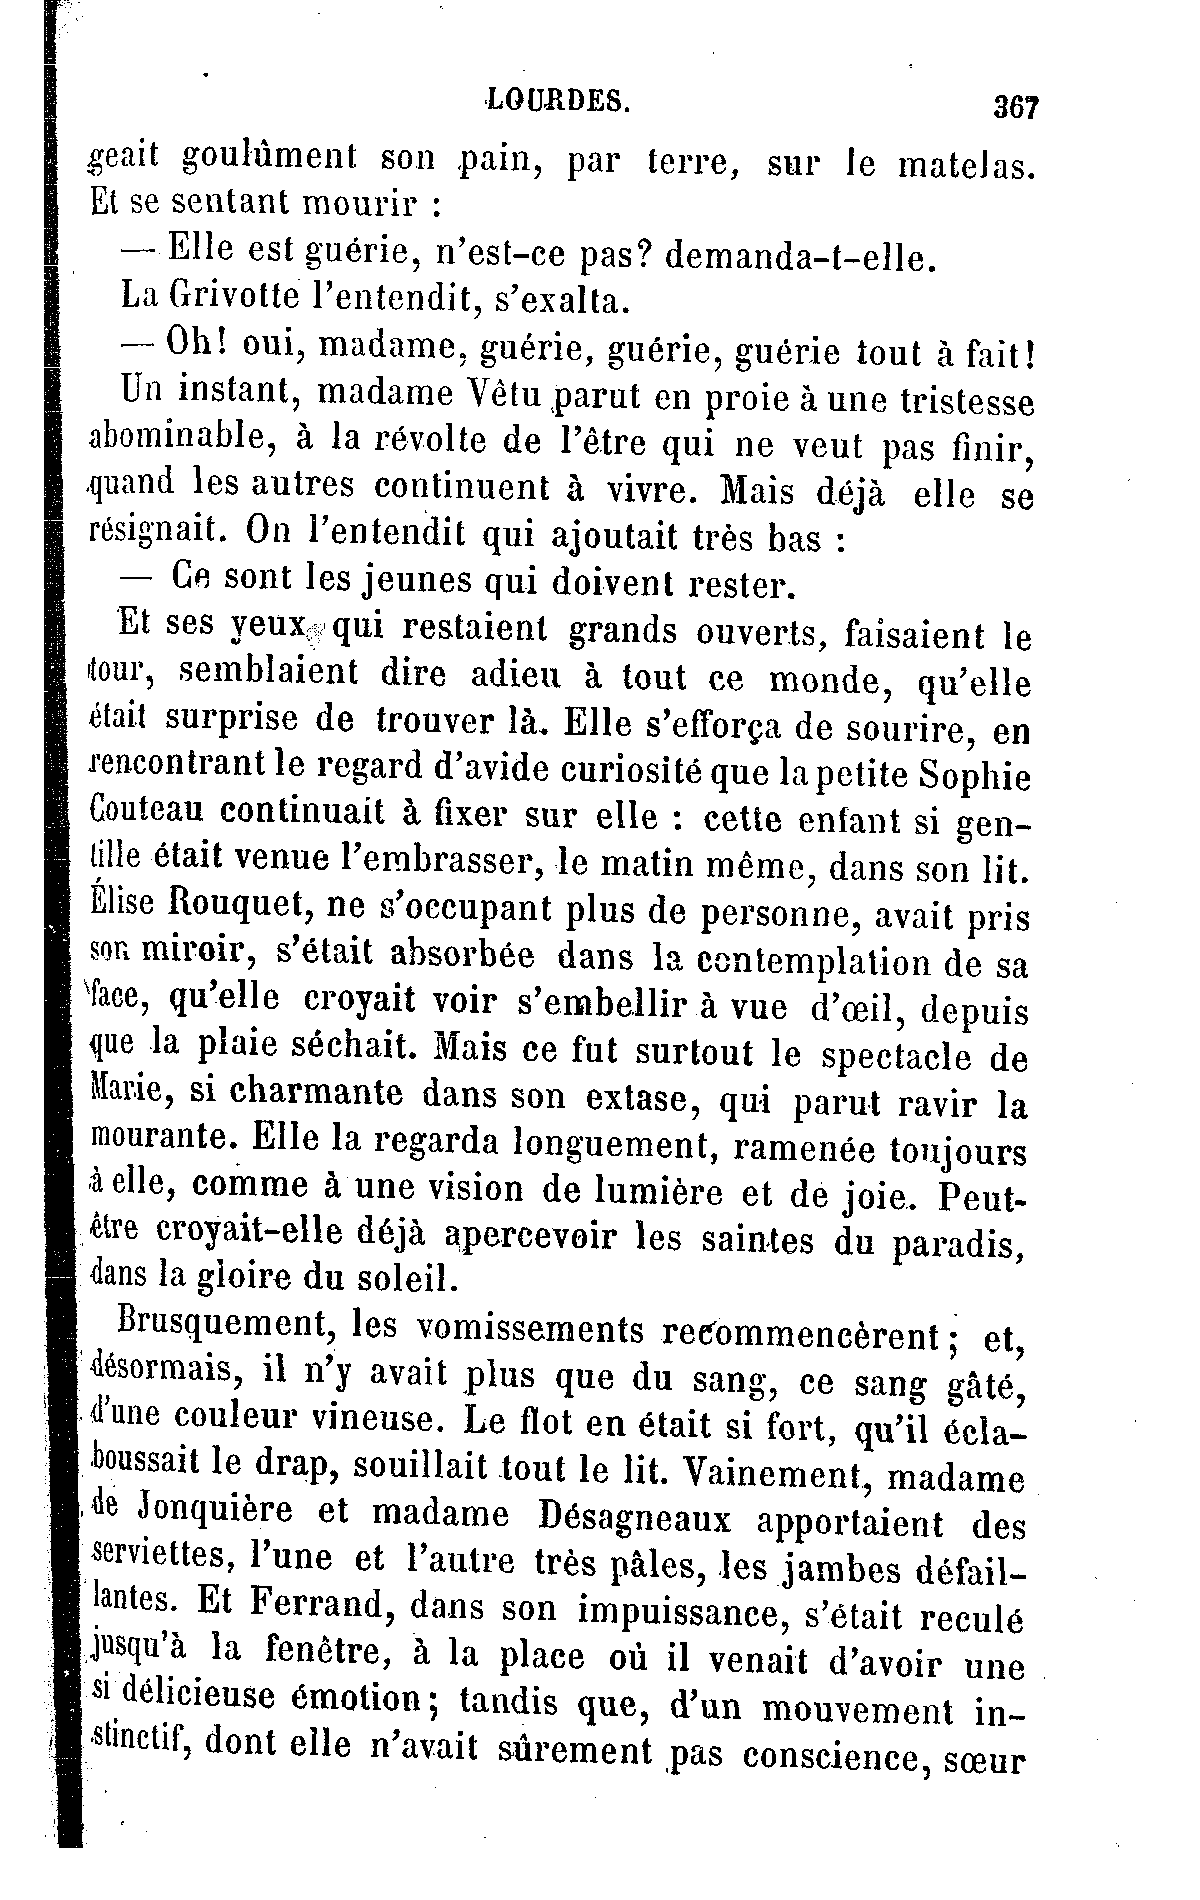 LOURDES. 367
geait goulûment son pain, par terre, sur le matelas.
Et se sentant mourir :
— Elle est guérie, n'est-ce pas? demanda-t-elle.
La Grivotte l'entendit, s'exalta.
— Oh! oui, madame, guérie, guérie, guérie tout à fait!
Un instant, madame Vêtu parut en proie à une tristesse
abominable, à la révolte de l'être qui ne veut pas finir,
quand les autres continuent à vivre. Mais déjà elle se
résignait. On l'entendit qui ajoutait très bas :
— Ce sont les jeunes qui doivent rester.
Et ses yeux, qui restaient grands ouverts, faisaient le
tour, semblaient dire adieu à tout ce monde, qu'elle
était surprise de trouver là. Elle s'efforça de sourire, en
rencontrant le regard d'avide curiosité que la petite Sophie
Couteau continuait à fixer sur elle : cette enfant si gen-
tille était venue l'embrasser, le matin même, dans son lit.
Élise Rouquet, ne s'occupant plus de personne, avait pris
son miroir, s'était absorbée dans la contemplation de sa
face, qu'elle croyait voir s'embellir à vue d'œil, depuis
que la plaie séchait. Mais ce fut surtout le spectacle de
Marie, si charmante dans son extase, qui parut ravir la
mourante. Elle la regarda longuement, ramenée toujours
à elle, comme à une vision de lumière et de joie. Peut-
être croyait-elle déjà apercevoir les saintes du paradis,
dans la gloire du soleil.
Brusquement, les vomissements recommencèrent; et,
désormais, il n'y avait plus que du sang, ce sang gâté,
d'une couleur vineuse. Le flot en était si fort, qu'il écla-
boussait le drap, souillait tout le lit. Vainement, madame
de Jonquière et madame Désagneaux apportaient des
serviettes, l'une et l'autre très pâles, les jambes défail-
lantes. Et Ferrand, dans son impuissance, s'était reculé
jusqu'à la fenêtre, à la place où il venait d'avoir une
si délicieuse émotion; tandis que, d'un mouvement in-
stinctif, dont elle n'avait sûrement pas conscience, sœur